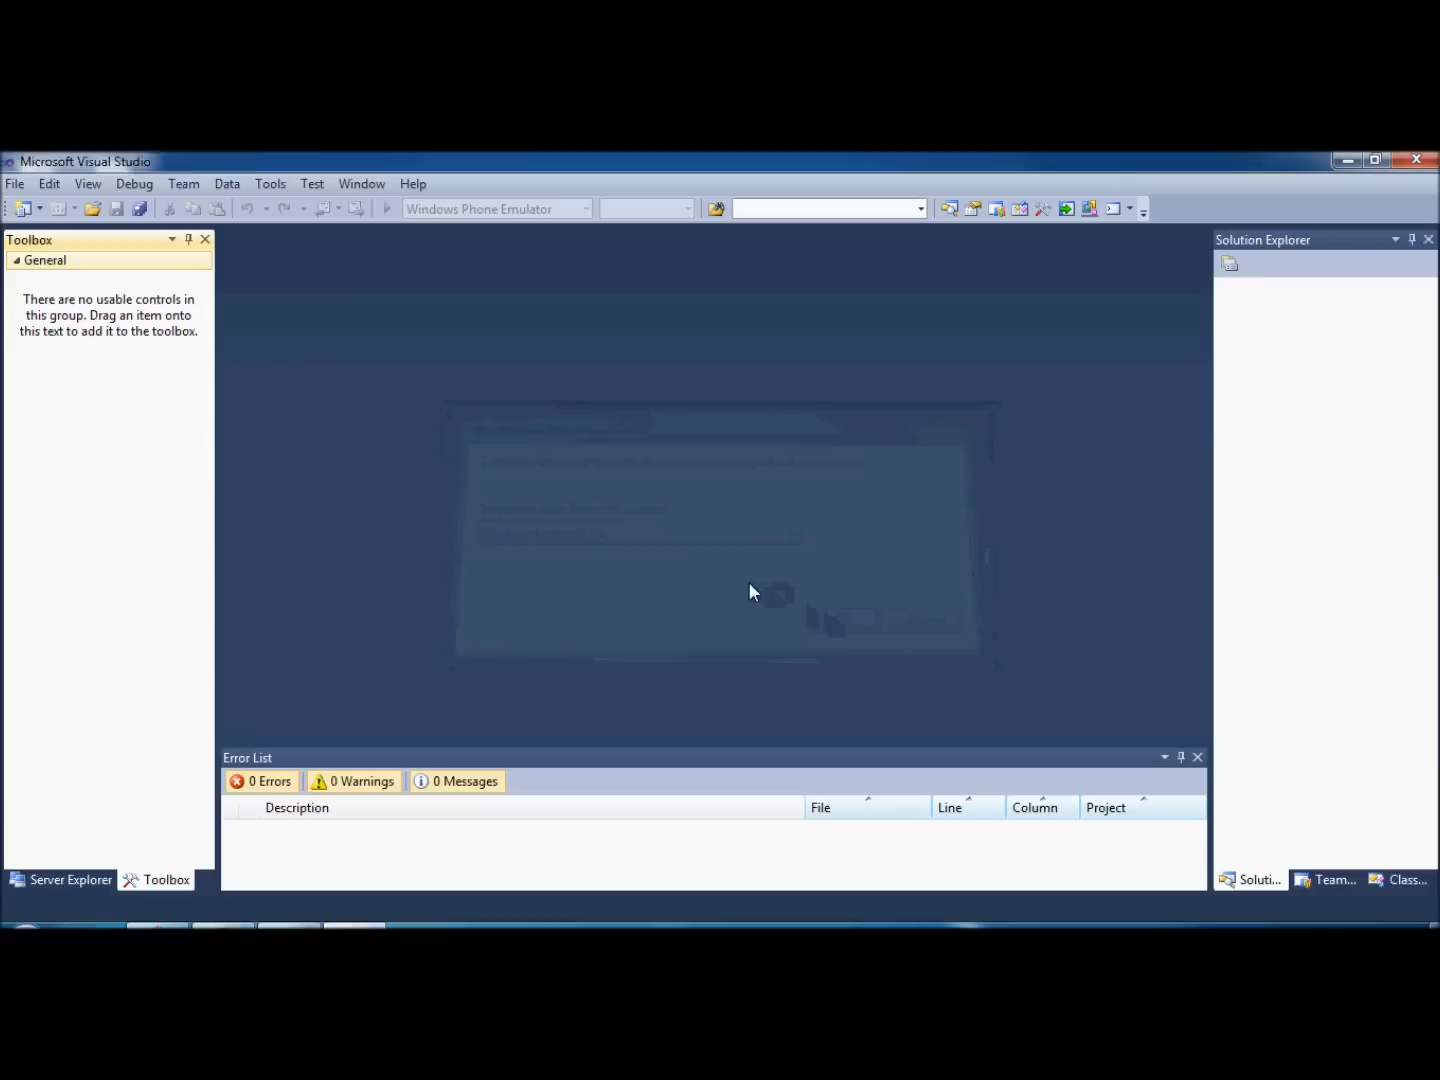 Microsoft Visual Studio
File Edit View Debug Team Data Tools Test Window Help
Windows Phone Emulator
Toolbox
General
There are no usable controls in
this group. Drag an item onto
this text to add it to the toolbox.
Solution Explorer
Error List
0 Errors 0 Warnings 0 Messages
Description File Line Column Project
Server Explorer Toolbox
Soluti... Team... Class...